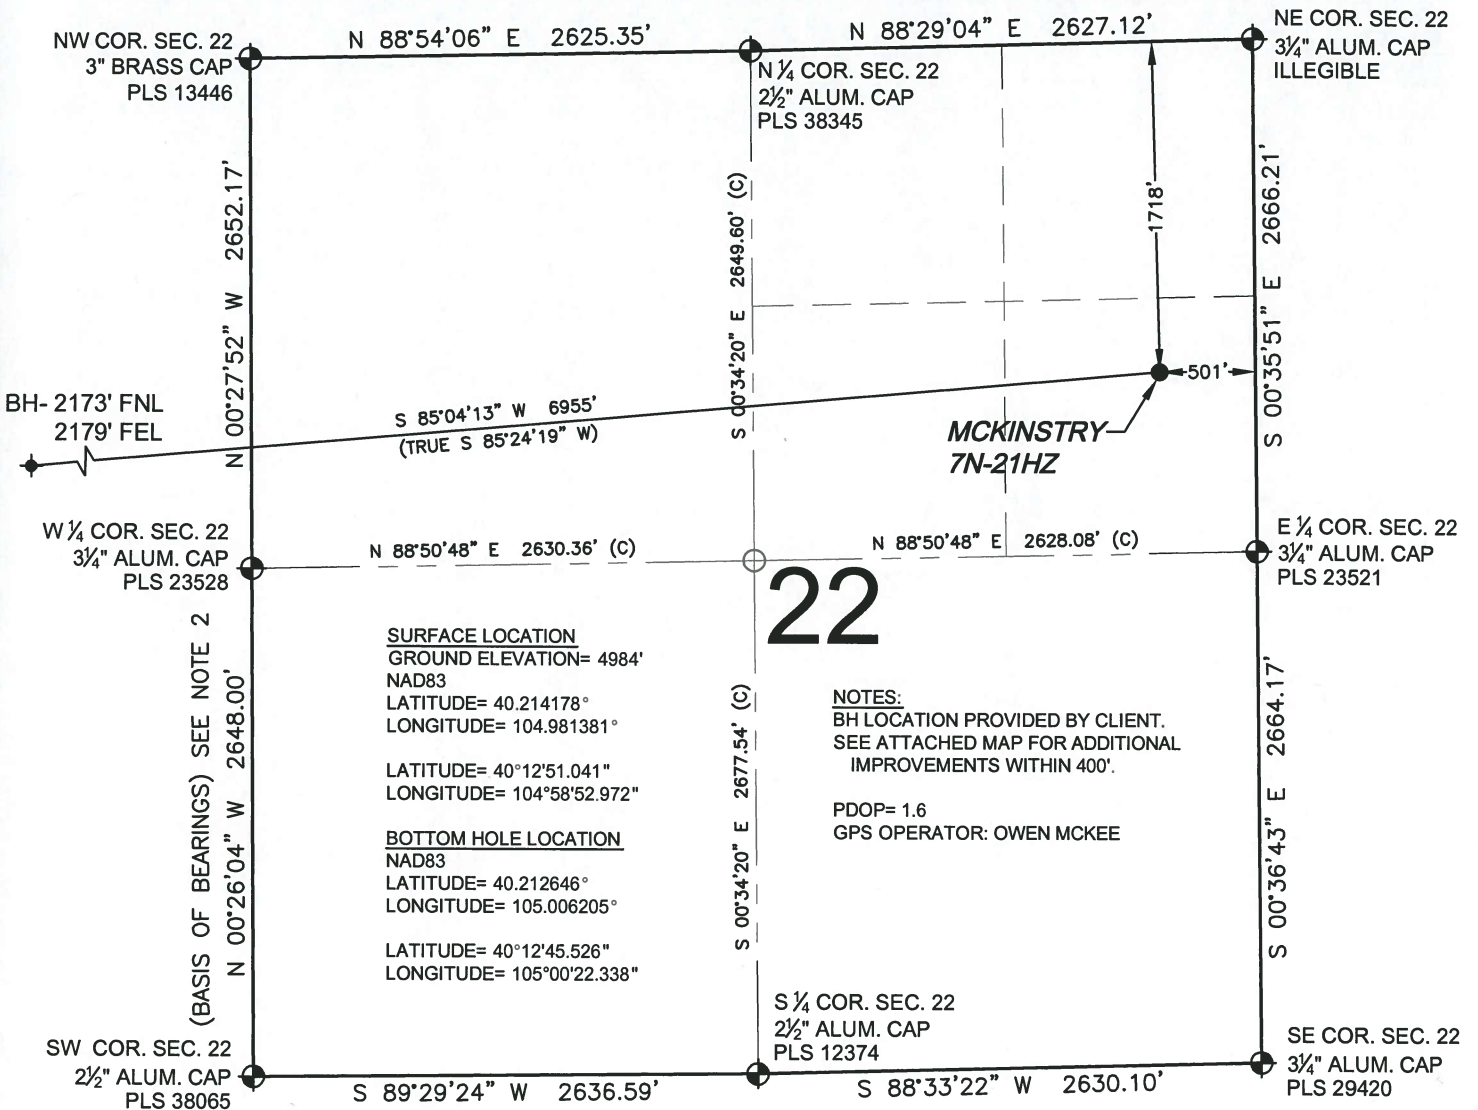 NW COR. SEC. 22
3" BRASS CAP
PLS 13446
N 88°54'06" E 2625.35'
N ¼ COR. SEC. 22
2½" ALUM. CAP
PLS 38345
N 88°29'04" E 2627.12'
NE COR. SEC. 22
3¼" ALUM. CAP
ILLEGIBLE
N 00°27'52" W 2652.17'
S 00°34'20" E 2649.60' (C)
1718'
S 00°35'51" E 2666.21'
501'
BH- 2173' FNL
2179' FEL
S 85°04'13" W 6955'
(TRUE S 85°24'19" W)
MCKINSTRY
7N-21HZ
W ¼ COR. SEC. 22
3¼" ALUM. CAP
PLS 23528
N 88°50'48" E 2630.36' (C)
N 88°50'48" E 2628.08' (C)
E ¼ COR. SEC. 22
3¼" ALUM. CAP
PLS 23521
22
(BASIS OF BEARINGS) SEE NOTE 2
N 00°26'04" W 2648.00'
SURFACE LOCATION
GROUND ELEVATION= 4984'
NAD83
LATITUDE= 40.214178°
LONGITUDE= 104.981381°
LATITUDE= 40°12'51.041"
LONGITUDE= 104°58'52.972"
BOTTOM HOLE LOCATION
NAD83
LATITUDE= 40.212646°
LONGITUDE= 105.006205°
LATITUDE= 40°12'45.526"
LONGITUDE= 105°00'22.338"
S 00°34'20" E 2677.54' (C)
NOTES:
BH LOCATION PROVIDED BY CLIENT.
SEE ATTACHED MAP FOR ADDITIONAL
IMPROVEMENTS WITHIN 400'.
PDOP= 1.6
GPS OPERATOR: OWEN MCKEE
S 00°36'43" E 2664.17'
SW COR. SEC. 22
2½" ALUM. CAP
PLS 38065
S 89°29'24" W 2636.59'
S ¼ COR. SEC. 22
2½" ALUM. CAP
PLS 12374
S 88°33'22" W 2630.10'
SE COR. SEC. 22
3¼" ALUM. CAP
PLS 29420